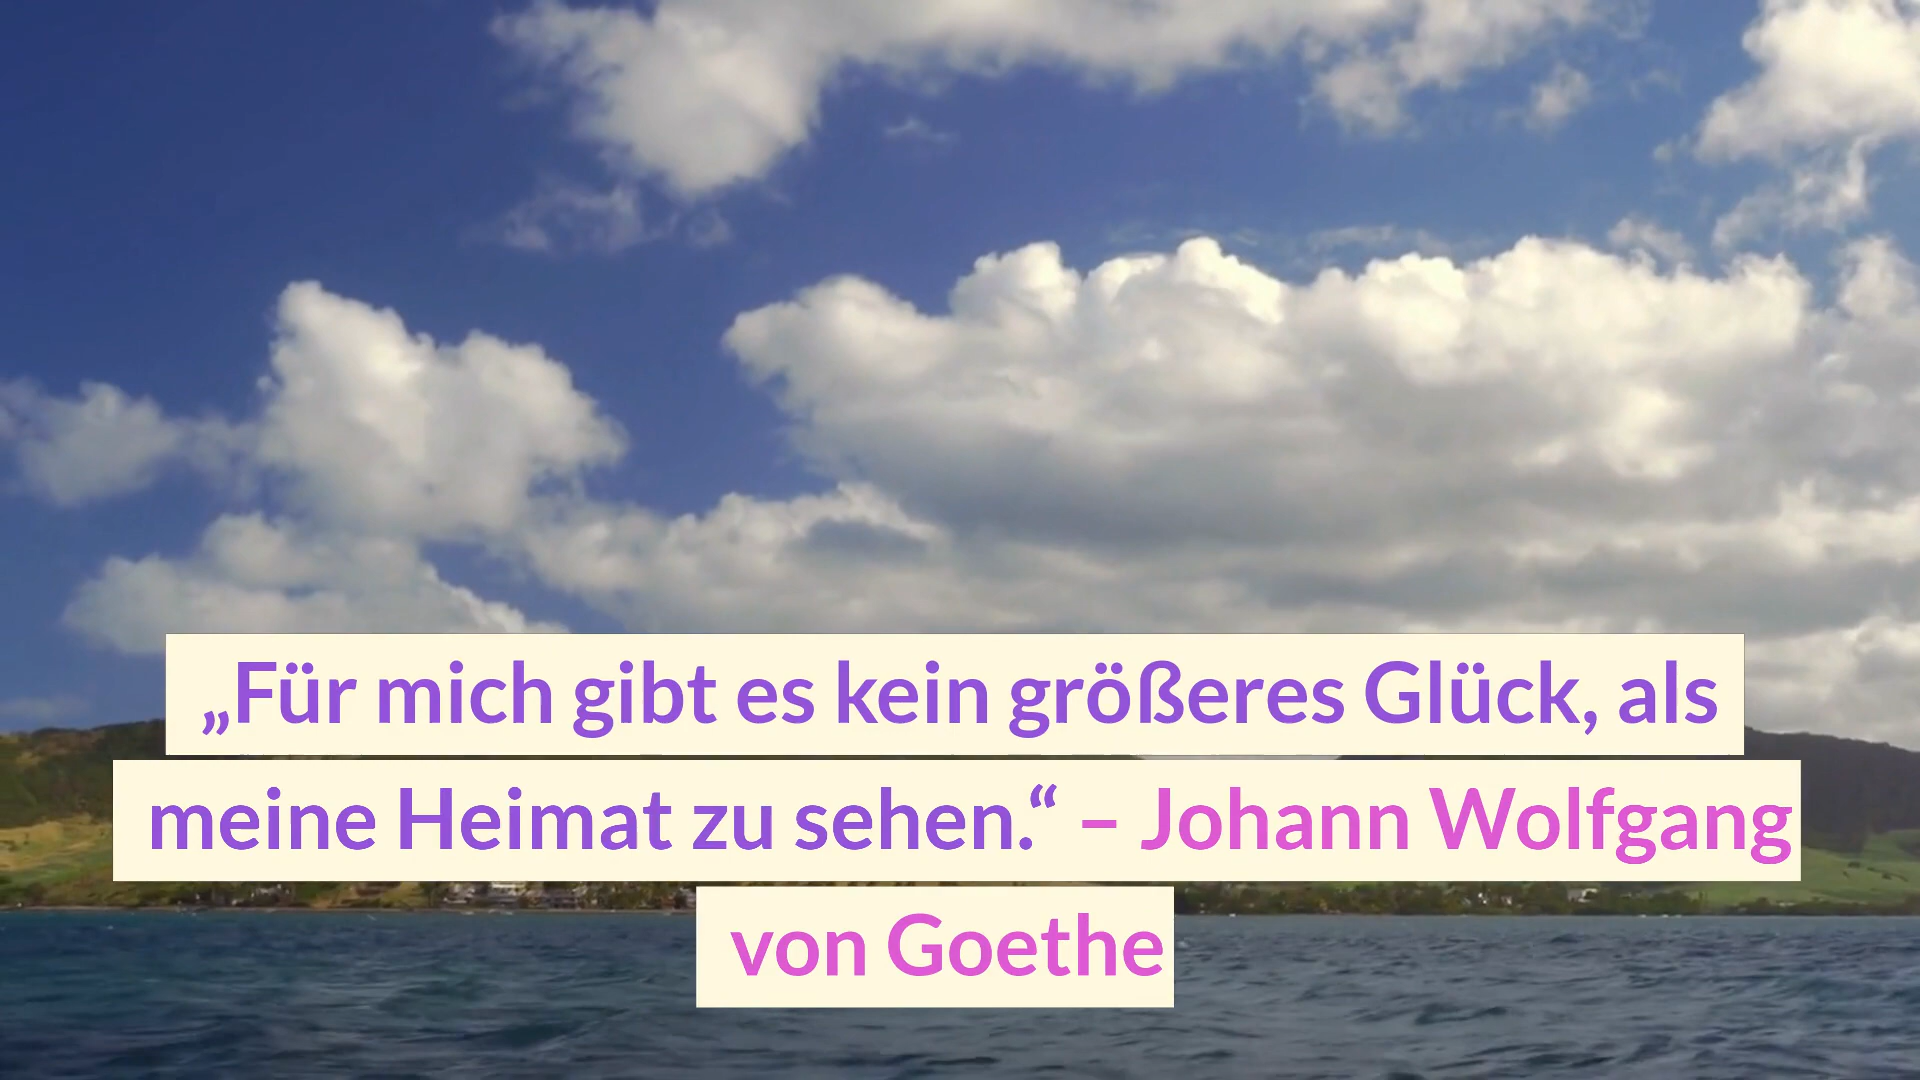 „Für mich gibt es kein größeres Glück, als
meine Heimat zu sehen.“ – Johann Wolfgang
von Goethe